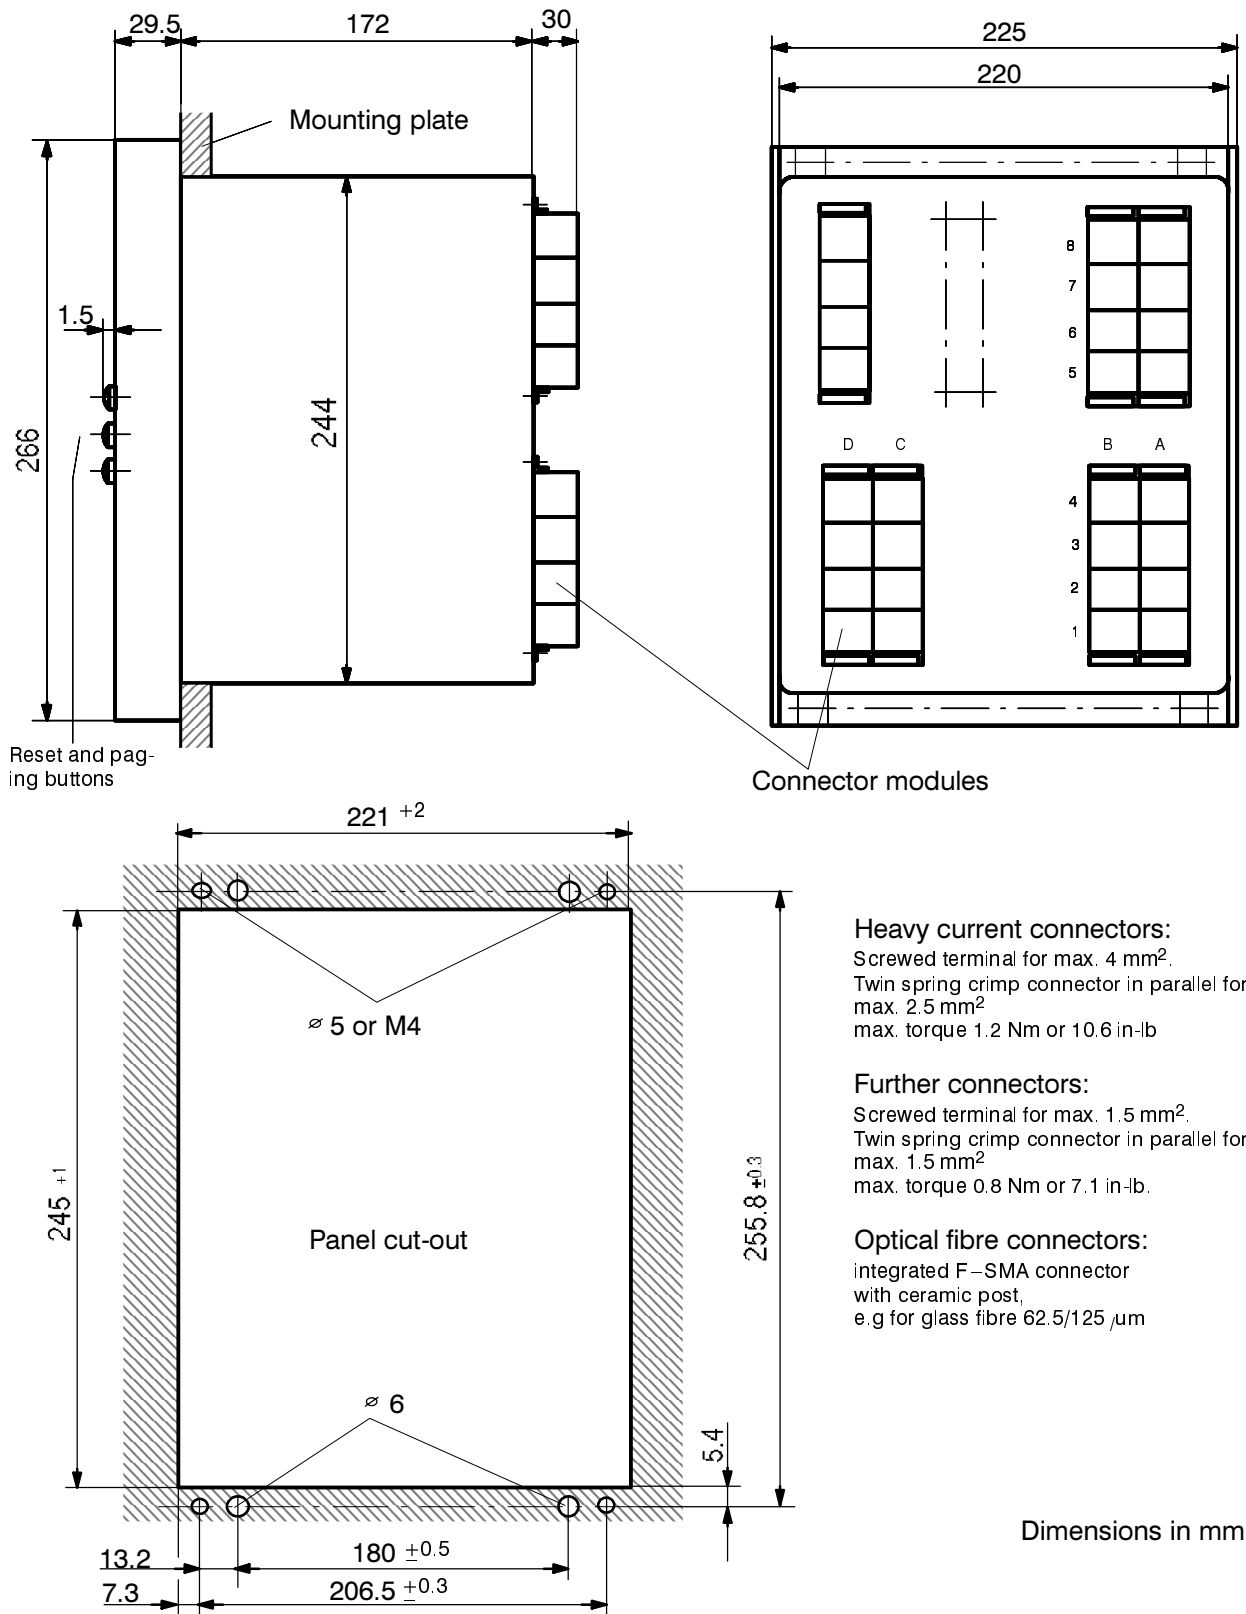 29.5
172
30
225
220
Mounting plate
1.5
266
244
8
7
6
5
D
C
B
A
4
3
2
1
Reset and pag-
ing buttons
Connector modules
221 +2
⌀ 5 or M4
245 +1
Panel cut-out
255.8 ±0.3
⌀ 6
5.4
13.2
180 ±0.5
7.3
206.5 ±0.3
Heavy current connectors:
Screwed terminal for max. 4 mm².
Twin spring crimp connector in parallel for
max. 2.5 mm²
max. torque 1.2 Nm or 10.6 in-lb
Further connectors:
Screwed terminal for max. 1.5 mm².
Twin spring crimp connector in parallel for
max. 1.5 mm²
max. torque 0.8 Nm or 7.1 in-lb.
Optical fibre connectors:
integrated F–SMA connector
with ceramic post,
e.g for glass fibre 62.5/125 /um
Dimensions in mm